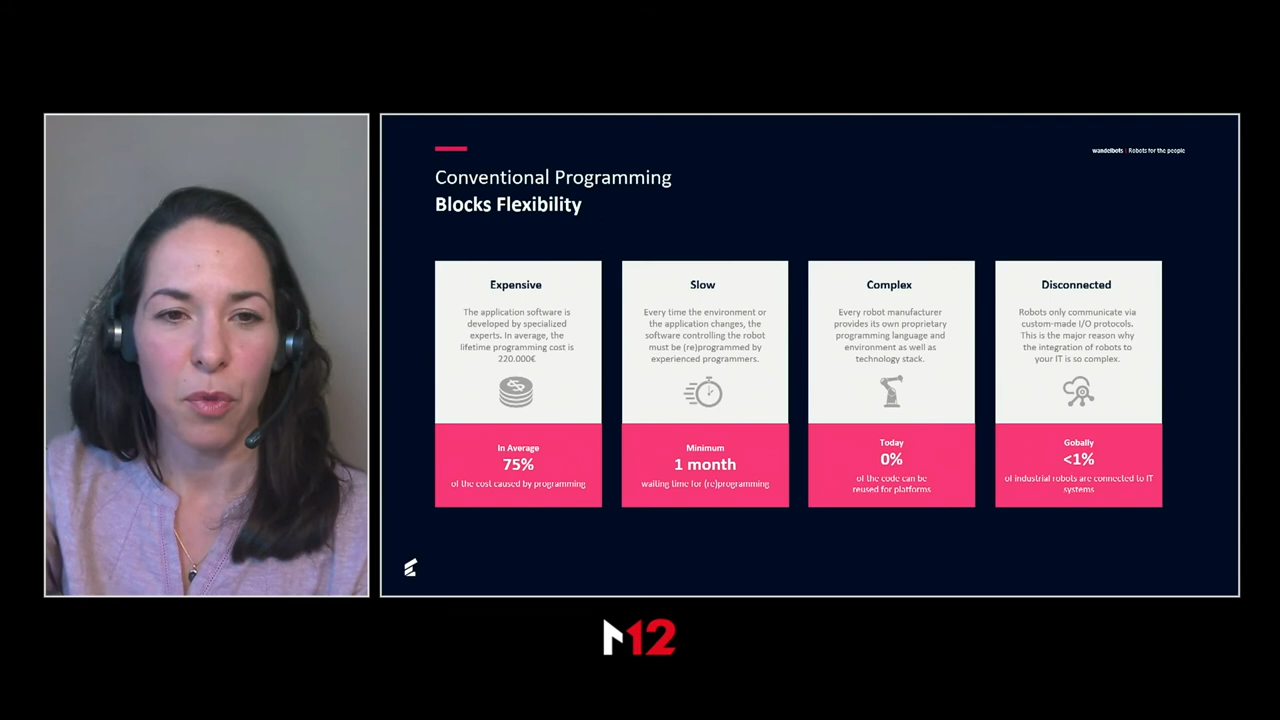 wandelbots | Robots for the people
Conventional Programming
Blocks Flexibility
Expensive
The application software is
developed by specialized
experts. In average, the
lifetime programming cost is
220.000€
In Average
75%
of the cost caused by programming
Slow
Every time the environment or
the application changes, the
software controlling the robot
must be (re)programmed by
experienced programmers.
Minimum
1 month
waiting time for (re)programming
Complex
Every robot manufacturer
provides its own proprietary
programming language and
environment as well as
technology stack.
Today
0%
of the code can be
reused for platforms
Disconnected
Robots only communicate via
custom-made I/O protocols.
This is the major reason why
the integration of robots to
your IT is so complex.
Gobally
<1%
of industrial robots are connected to IT
systems
M12